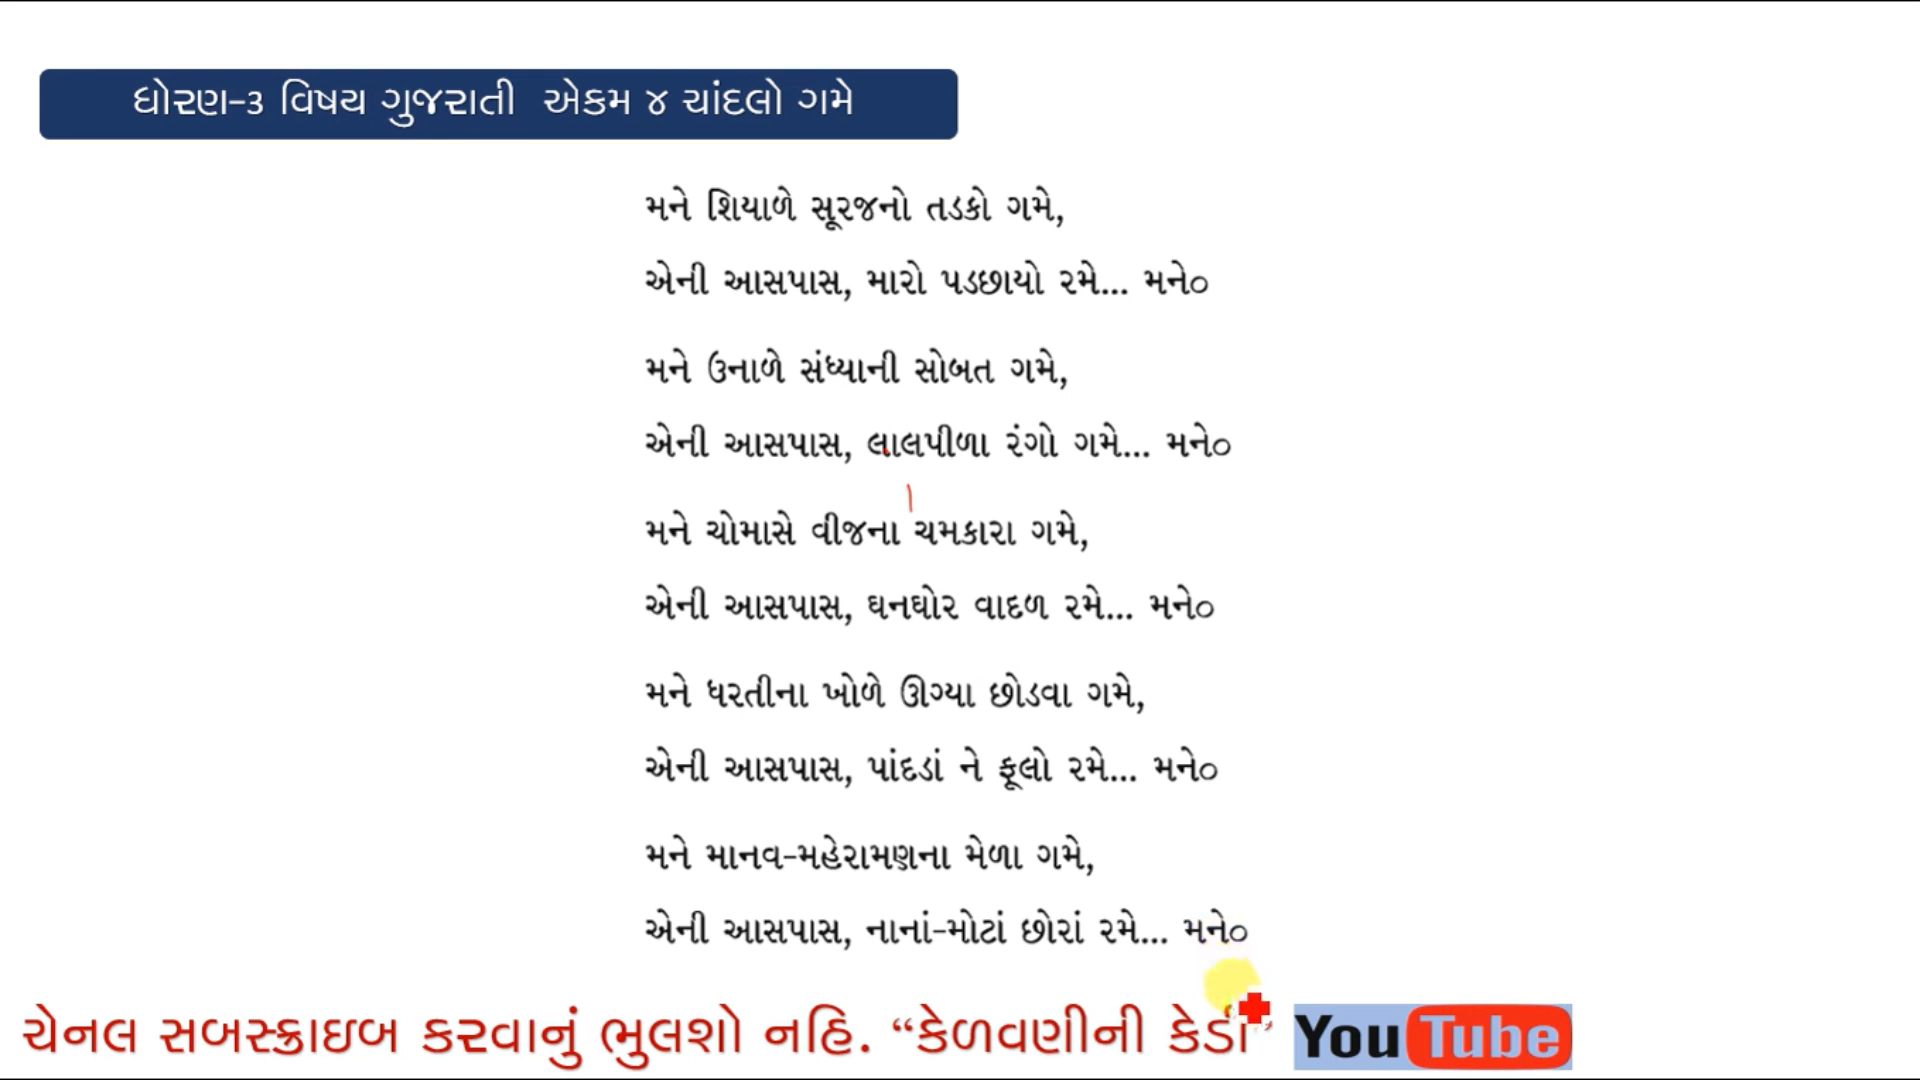 ધોરણ-૩ વિષય ગુજરાતી એકમ ૪ ચાંદલો ગમે
મને શિયાળે સૂરજનો તડકો ગમે,
એની આસપાસ, મારો પડછાયો રમે... મને૦
મને ઉનાળે સંધ્યાની સોબત ગમે,
એની આસપાસ, લાલપીળા રંગો ગમે... મને૦
મને ચોમાસે વીજના ચમકારા ગમે,
એની આસપાસ, ઘનઘોર વાદળ રમે... મને૦
મને ધરતીના ખોળે ઊગ્યા છોડવા ગમે,
એની આસપાસ, પાંદડાં ને ફૂલો રમે... મને૦
મને માનવ-મહેરામણના મેળા ગમે,
એની આસપાસ, નાનાં-મોટાં છોરાં રમે... મને૦
ચેનલ સબસ્ક્રાઇબ કરવાનું ભુલશો નહિ. “કેળવણીની કેડી” YouTube